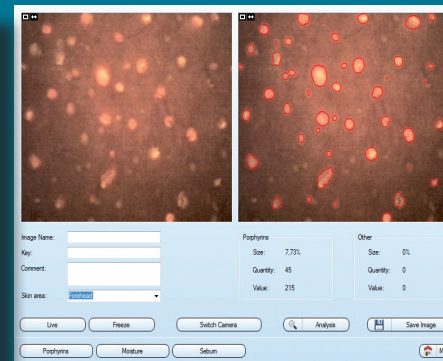 Image Name:
Key:
Comment:
Skin area: Forehead
Porphyrins
Size: 7,73%
Quantity: 45
Value: 215
Other
Size: 0%
Quantity: 0
Value: 0
Live Freeze Switch Camera Analysis Save Image
Porphyrins Moisture Sebum M